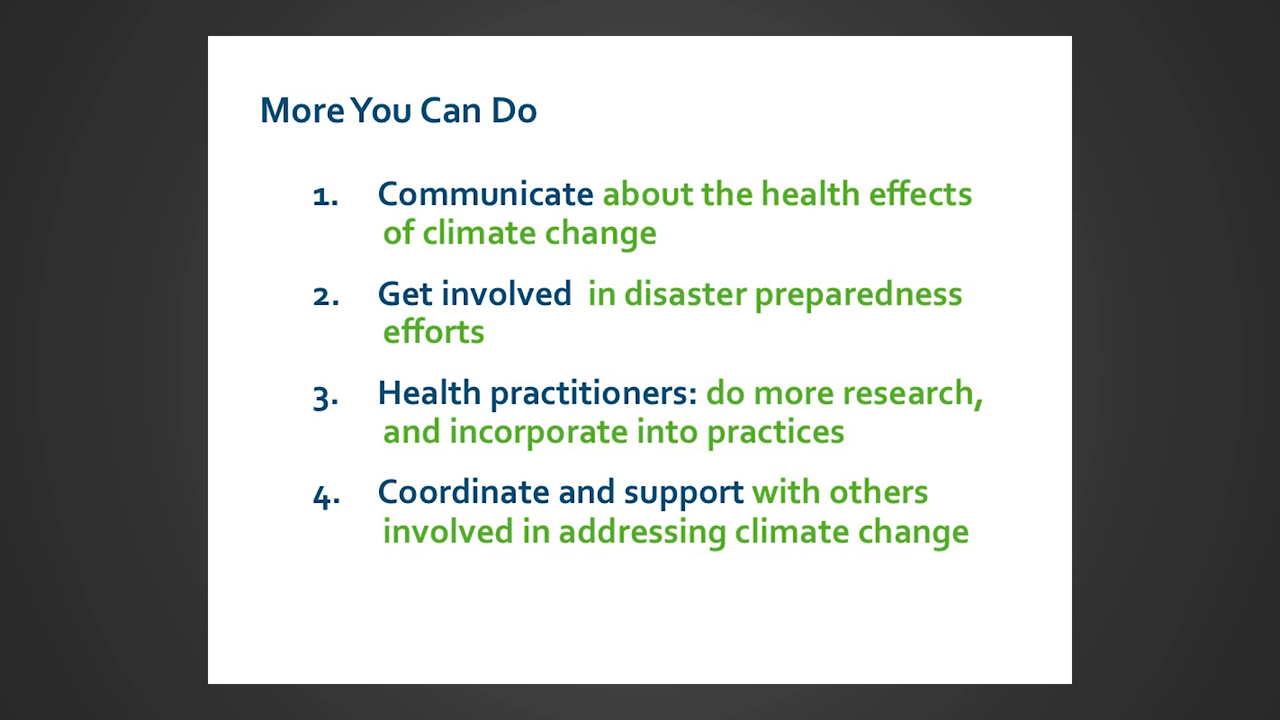 More You Can Do
1. Communicate about the health effects
of climate change
2. Get involved in disaster preparedness
efforts
3. Health practitioners: do more research,
and incorporate into practices
4. Coordinate and support with others
involved in addressing climate change